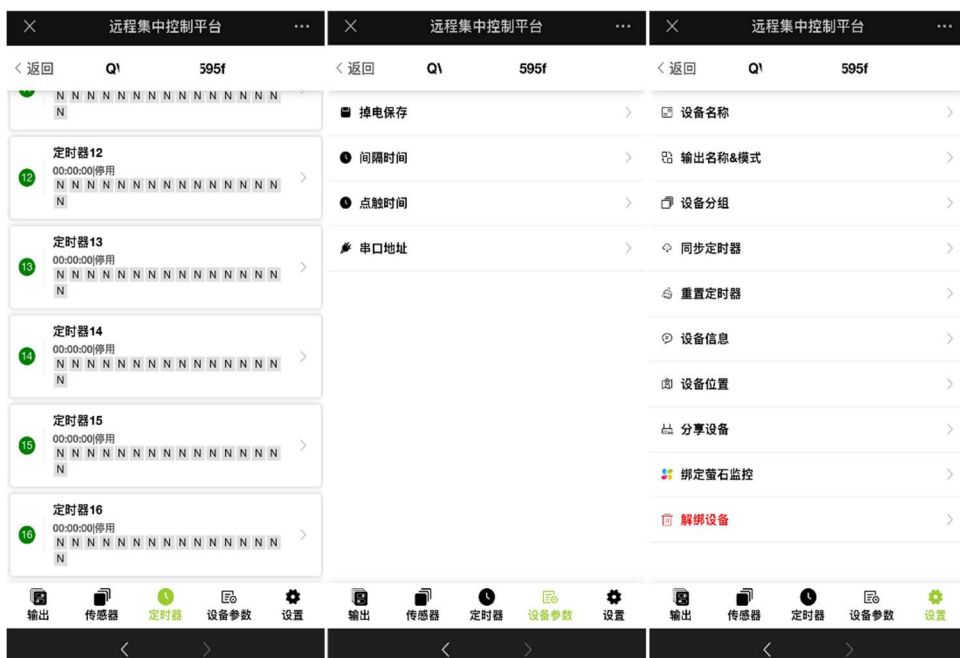 远程集中控制平台
返回
595f
N N N N N N N N N N N N N N N
N
定时器12
12
00:00:00|停用
N N N N N N N N N N N N N N N
N
定时器13
13
00:00:00|停用
N N N N N N N N N N N N N N N
N
定时器14
14
00:00:00|停用
N N N N N N N N N N N N N N N
N
定时器15
15
00:00:00|停用
N N N N N N N N N N N N N N N
N
定时器16
16
00:00:00|停用
N N N N N N N N N N N N N N N
N
输出 传感器 定时器 设备参数 设置
远程集中控制平台
返回
595f
掉电保存
间隔时间
点触时间
串口地址
输出 传感器 定时器 设备参数 设置
远程集中控制平台
返回
595f
设备名称
输出名称&模式
设备分组
同步定时器
重置定时器
设备信息
设备位置
分享设备
绑定萤石监控
解绑设备
输出 传感器 定时器 设备参数 设置